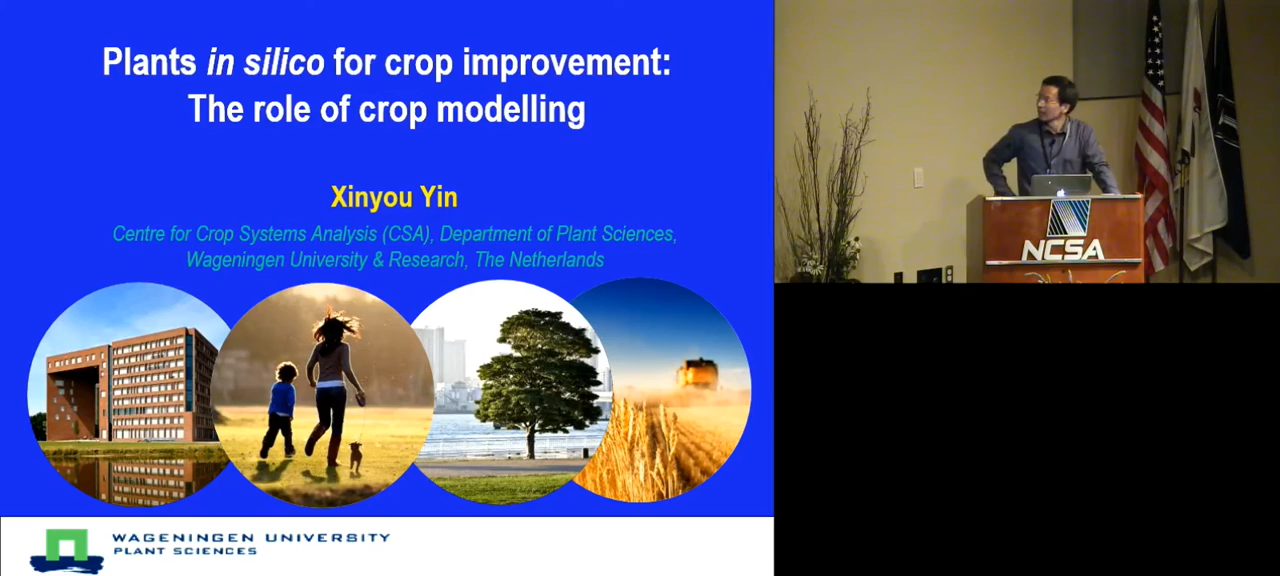 Plants in silico for crop improvement:
The role of crop modelling
Xinyou Yin
Centre for Crop Systems Analysis (CSA), Department of Plant Sciences,
Wageningen University & Research, The Netherlands
WAGENINGEN UNIVERSITY
PLANT SCIENCES
NCSA